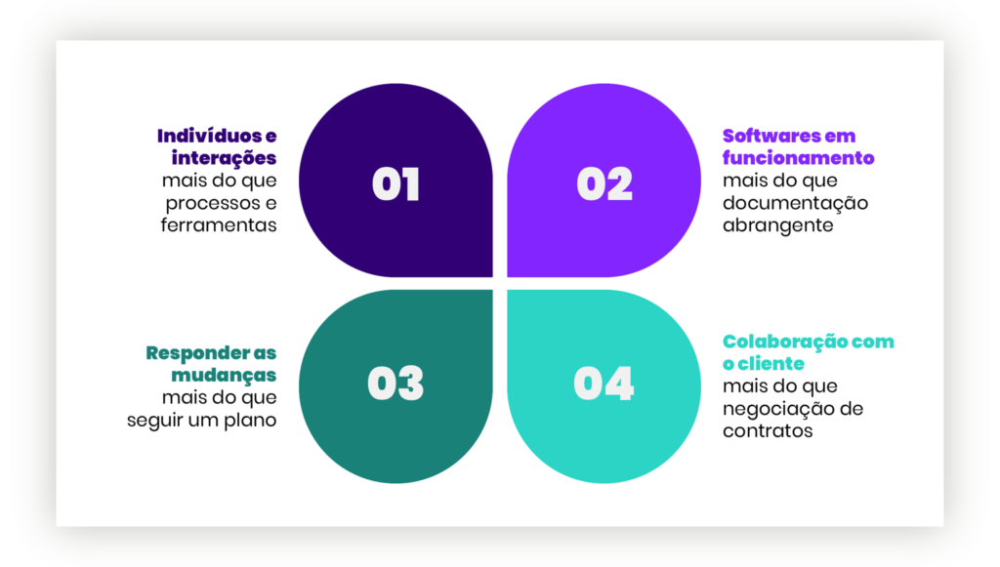 Indivíduos e
interações
mais do que
processos e
ferramentas
01
02
Softwares em
funcionamento
mais do que
documentação
abrangente
Responder as
mudanças
mais do que
seguir um plano
03
04
Colaboração com
o cliente
mais do que
negociação de
contratos